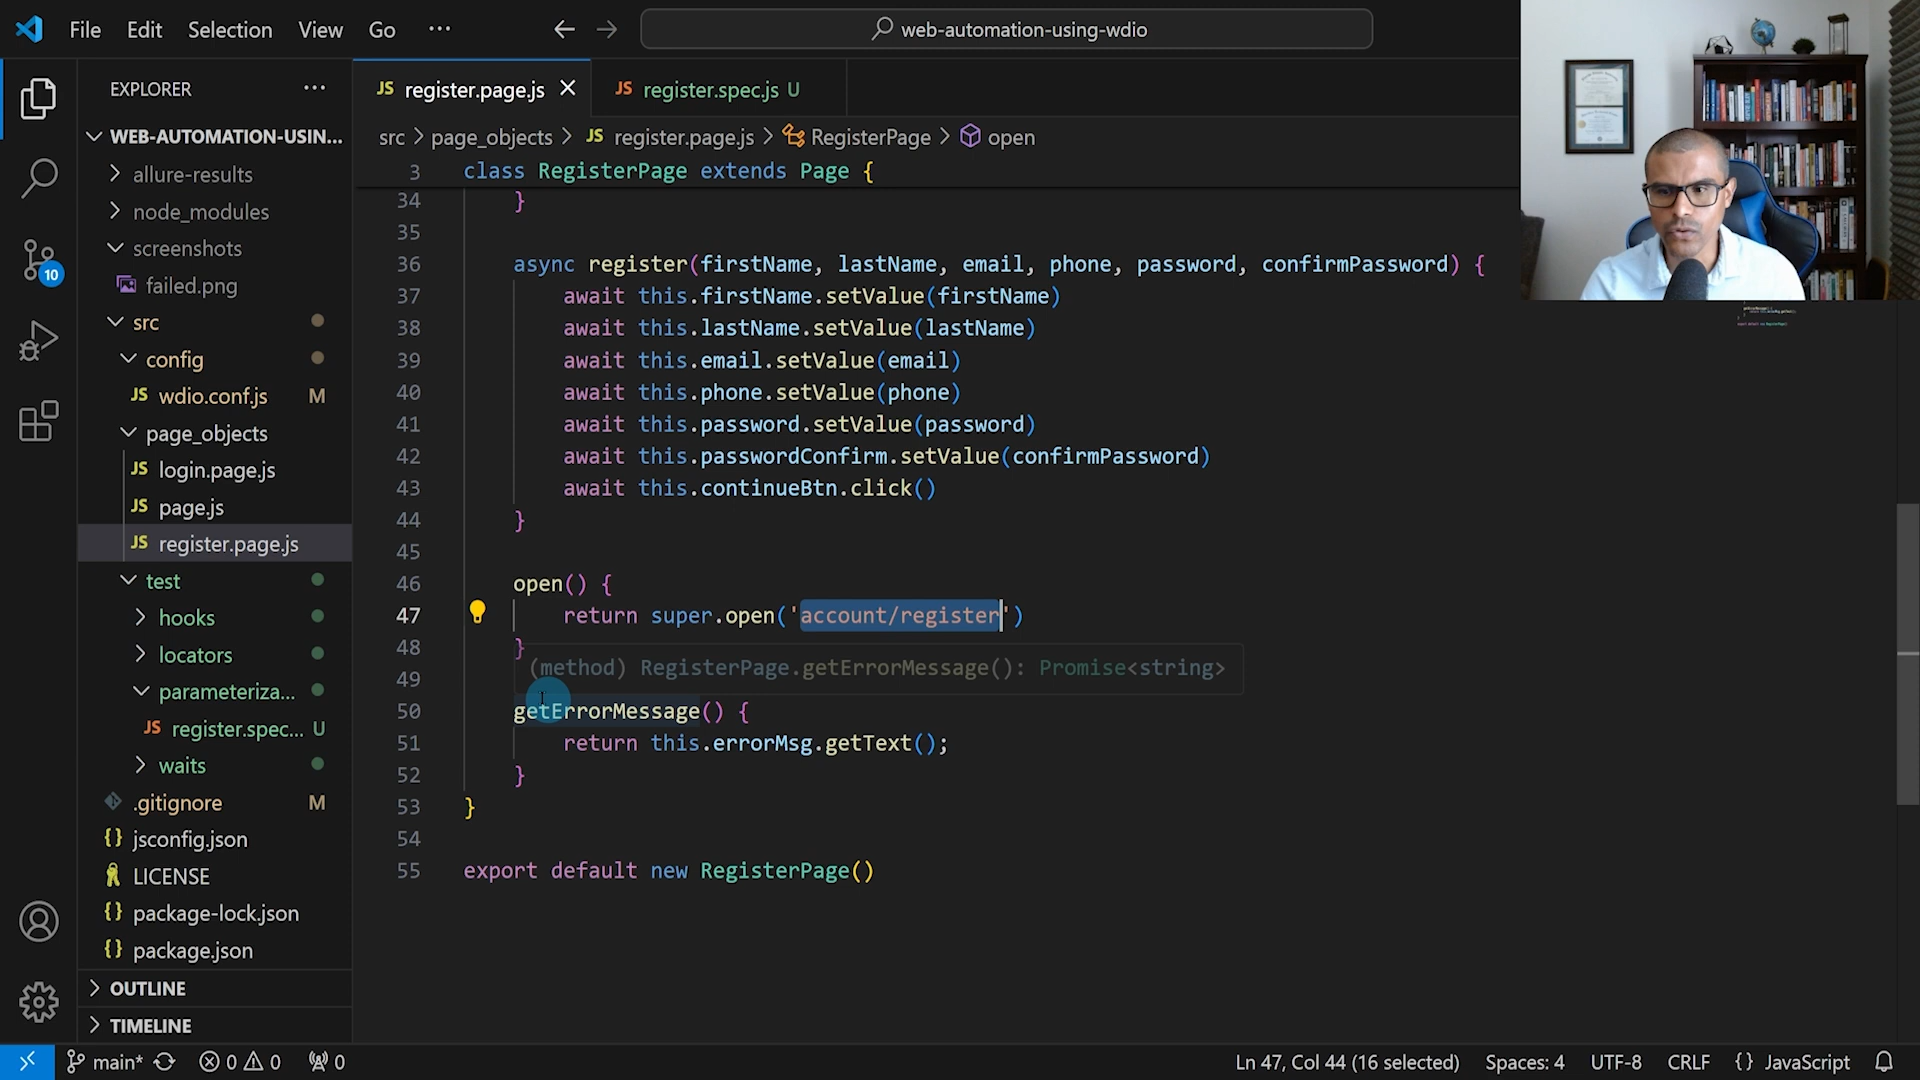 File Edit View Selection Go ···
web-automation-using-wdio
EXPLORER ···
WEB-AUTOMATION-USIN...
allure-results
node_modules
screenshots
failed.png
src
config
JS wdio.conf.js M
page_objects
JS login.page.js
JS page.js
JS register.page.js
test
hooks
locators
parameteriza...
JS register.spec... U
waits
.gitignore M
{} jsconfig.json
LICENSE
{} package-lock.json
{} package.json
OUTLINE
TIMELINE
10
JS register.page.js
JS register.spec.js U
src > page_objects > JS register.page.js > RegisterPage > open
3 class RegisterPage extends Page {
34 }
35
36 async register(firstName, lastName, email, phone, password, confirmPassword) {
37 await this.firstName.setValue(firstName)
38 await this.lastName.setValue(lastName)
39 await this.email.setValue(email)
40 await this.phone.setValue(phone)
41 await this.password.setValue(password)
42 await this.passwordConfirm.setValue(confirmPassword)
43 await this.continueBtn.click()
44 }
45
46 open() {
47 return super.open('account/register')
48 }
(method) RegisterPage.getErrorMessage(): Promise<string>
49
50 getErrorMessage() {
51 return this.errorMsg.getText();
52 }
53 }
54
55 export default new RegisterPage()
main* 0 0 0
Ln 47, Col 44 (16 selected) Spaces: 4 UTF-8 CRLF {} JavaScript